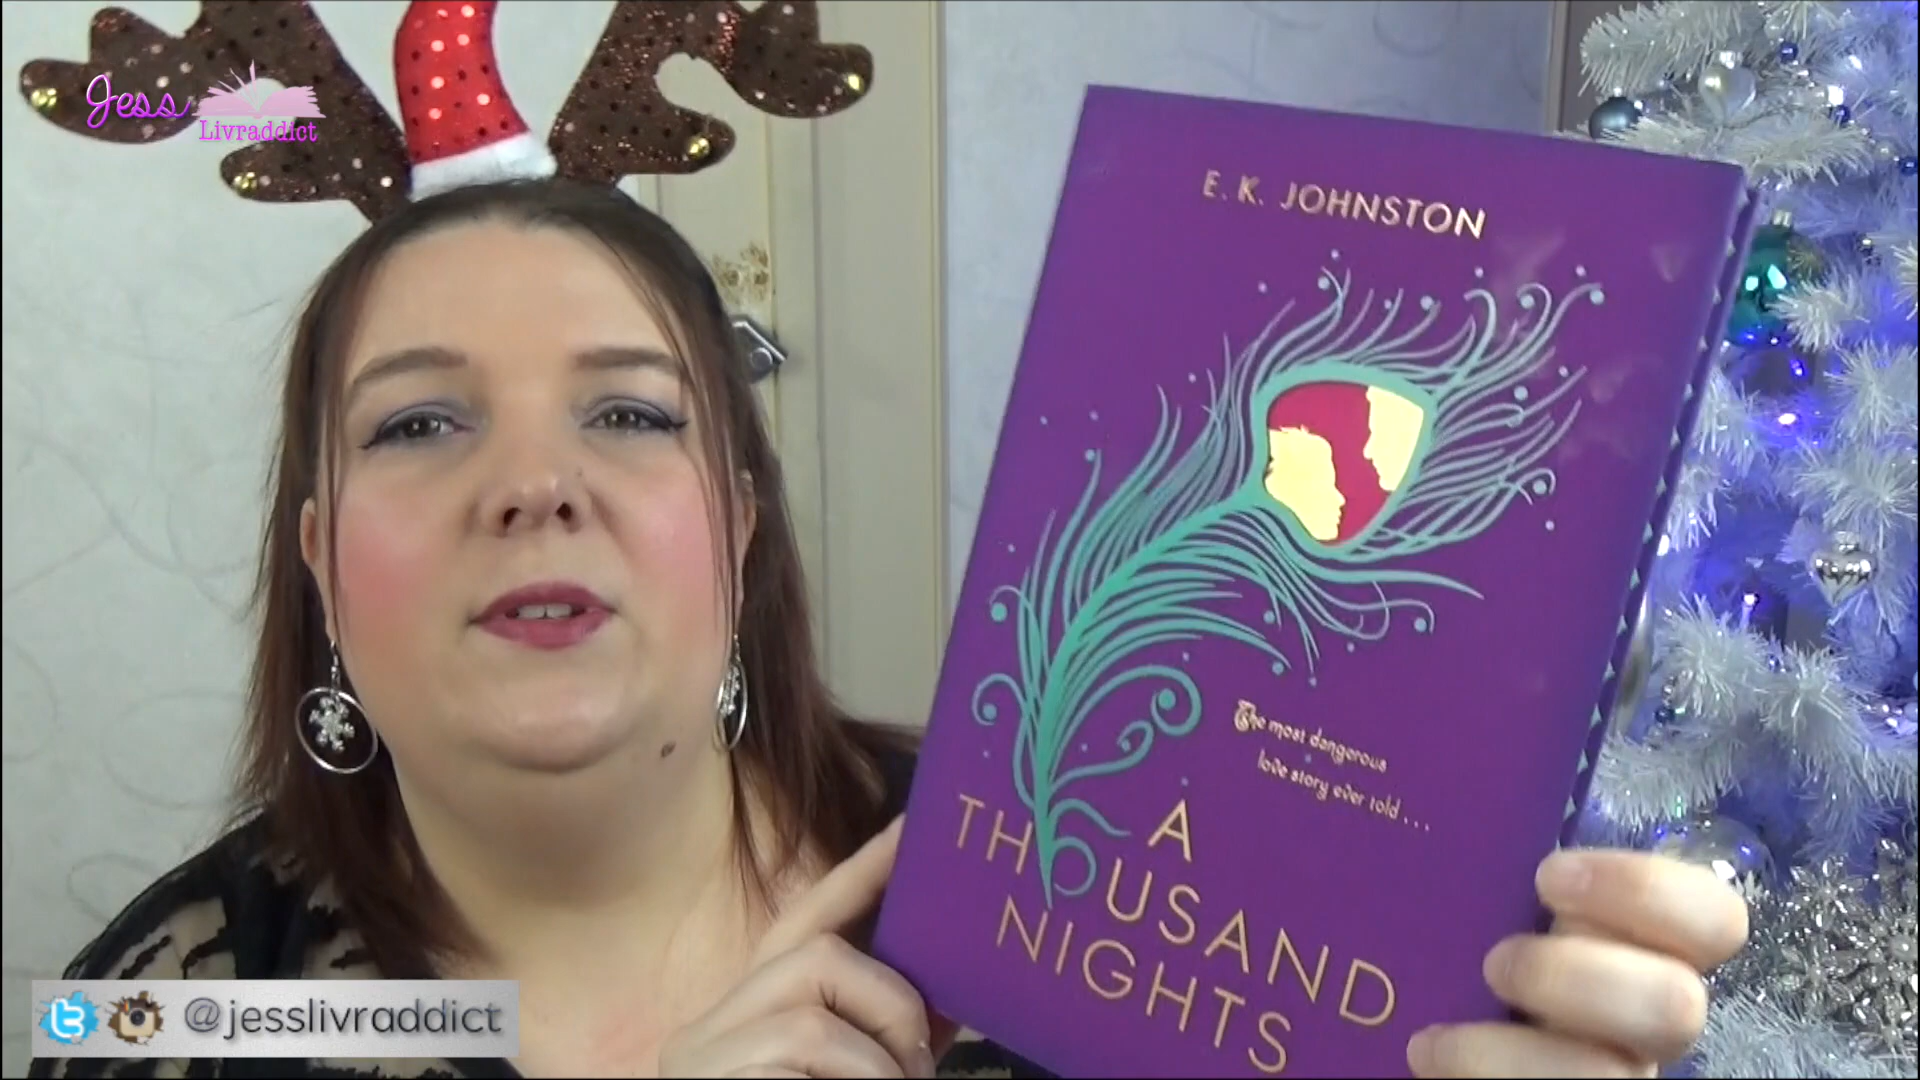 Jess
Livraddict
E. K. JOHNSTON
The most dangerous
love story ever told . . .
A
THOUSAND
NIGHTS
@jesslivraddict